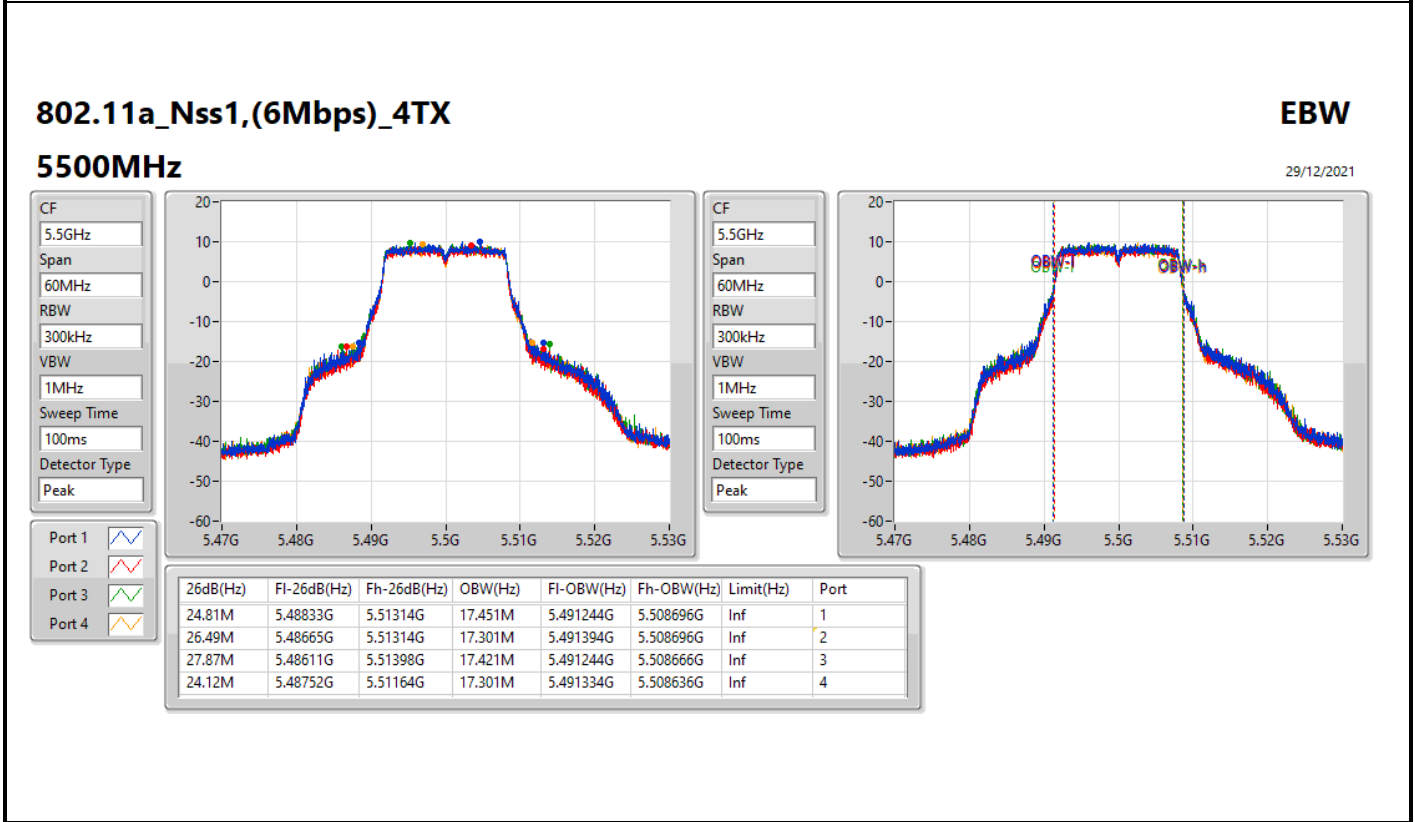 802.11a_Nss1,(6Mbps)_4TX EBW
5500MHz 29/12/2021
CF
5.5GHz
Span
60MHz
RBW
300kHz
VBW
1MHz
Sweep Time
100ms
Detector Type
Peak
20
10
0
-10
-20
-30
-40
-50
-60
5.47G 5.48G 5.49G 5.5G 5.51G 5.52G 5.53G
CF
5.5GHz
Span
60MHz
RBW
300kHz
VBW
1MHz
Sweep Time
100ms
Detector Type
Peak
20
10
0
-10
-20
-30
-40
-50
-60
OBW-l OBW-h
5.47G 5.48G 5.49G 5.5G 5.51G 5.52G 5.53G
Port 1
Port 2
Port 3
Port 4
26dB(Hz) Fl-26dB(Hz) Fh-26dB(Hz) OBW(Hz) Fl-OBW(Hz) Fh-OBW(Hz) Limit(Hz) Port
24.81M 5.48833G 5.51314G 17.451M 5.491244G 5.508696G Inf 1
26.49M 5.48665G 5.51314G 17.301M 5.491394G 5.508696G Inf 2
27.87M 5.48611G 5.51398G 17.421M 5.491244G 5.508666G Inf 3
24.12M 5.48752G 5.51164G 17.301M 5.491334G 5.508636G Inf 4